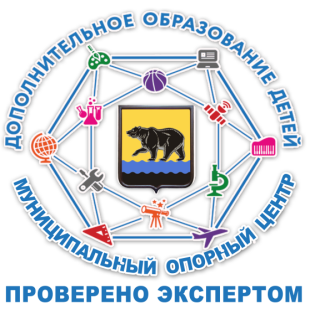 ДОПОЛНИТЕЛЬНОЕ ОБРАЗОВАНИЕ ДЕТЕЙ
МУНИЦИПАЛЬНЫЙ ОПОРНЫЙ ЦЕНТР
ПРОВЕРЕНО ЭКСПЕРТОМ